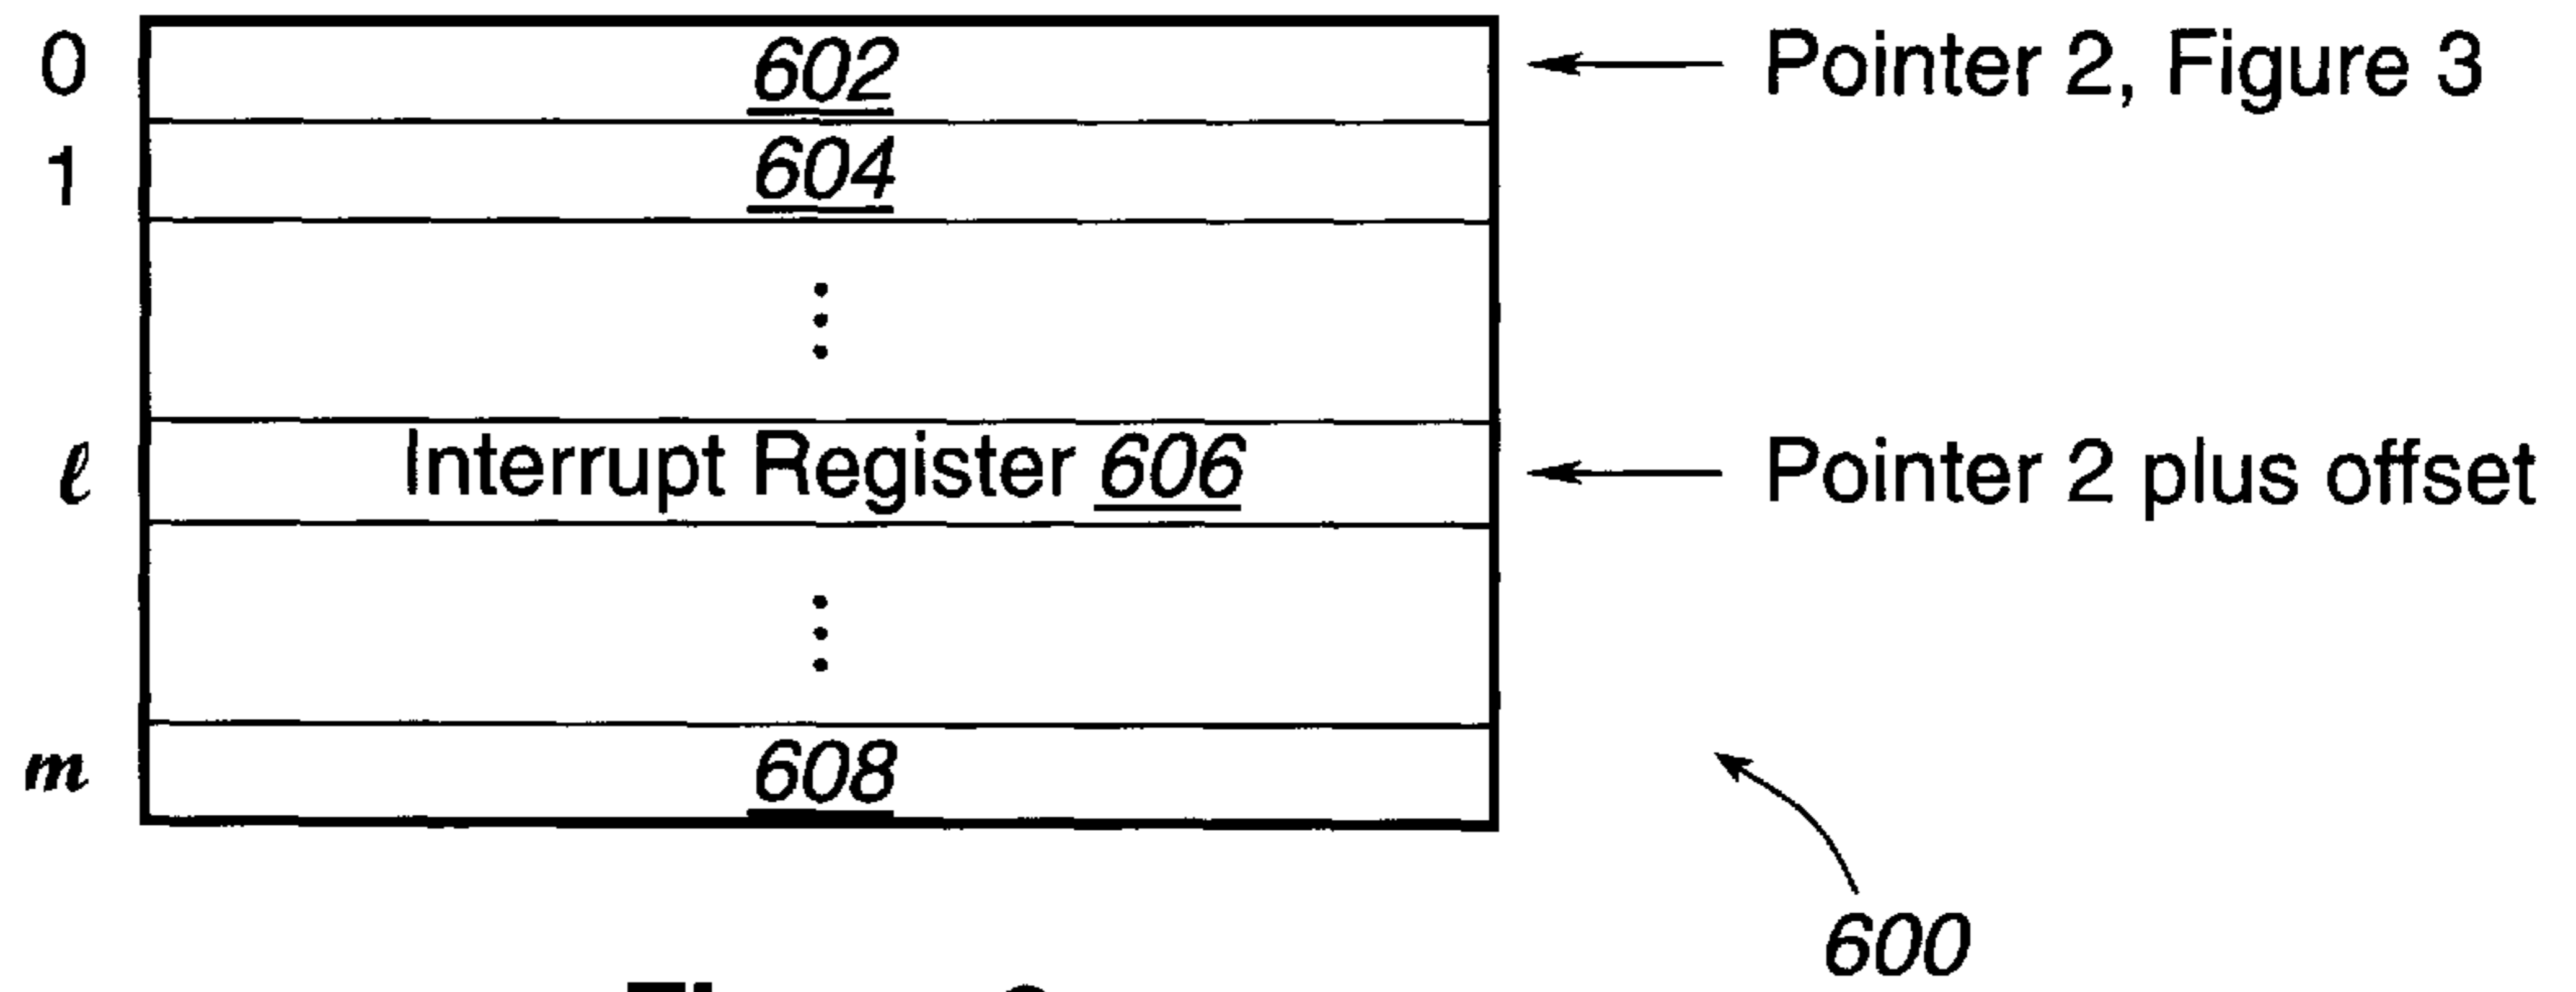 0 602 ← Pointer 2, Figure 3
1 604
ℓ Interrupt Register 606 ← Pointer 2 plus offset
m 608
600